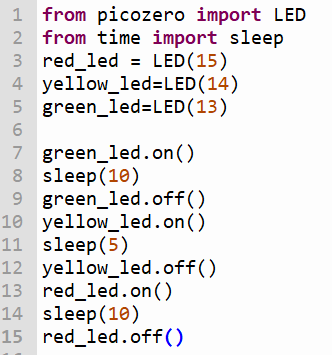 1 from picozero import LED
2 from time import sleep
3 red_led = LED(15)
4 yellow_led=LED(14)
5 green_led=LED(13)
6
7 green_led.on()
8 sleep(10)
9 green_led.off()
10 yellow_led.on()
11 sleep(5)
12 yellow_led.off()
13 red_led.on()
14 sleep(10)
15 red_led.off()